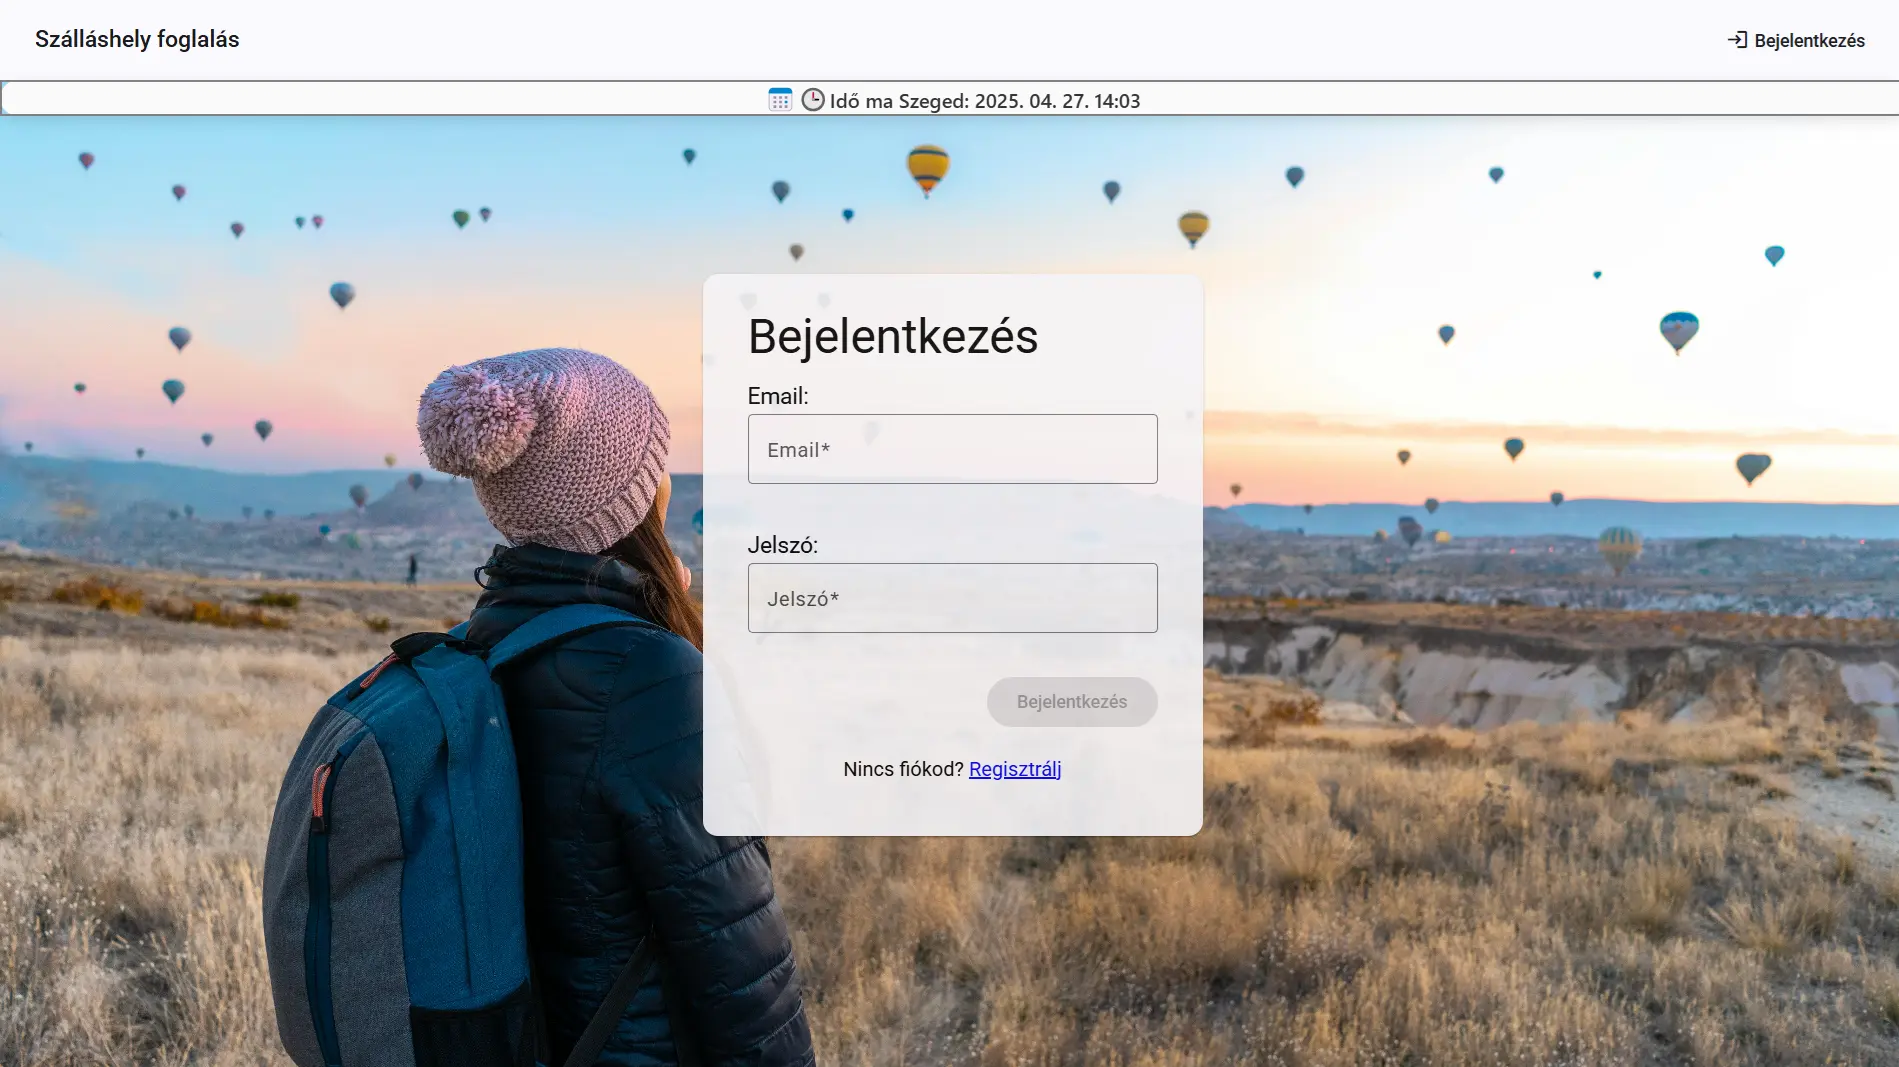 Szálláshely foglalás
Bejelentkezés
Idő ma Szeged: 2025. 04. 27. 14:03
Bejelentkezés
Email:
Email*
Jelszó:
Jelszó*
Bejelentkezés
Nincs fiókod? Regisztrálj